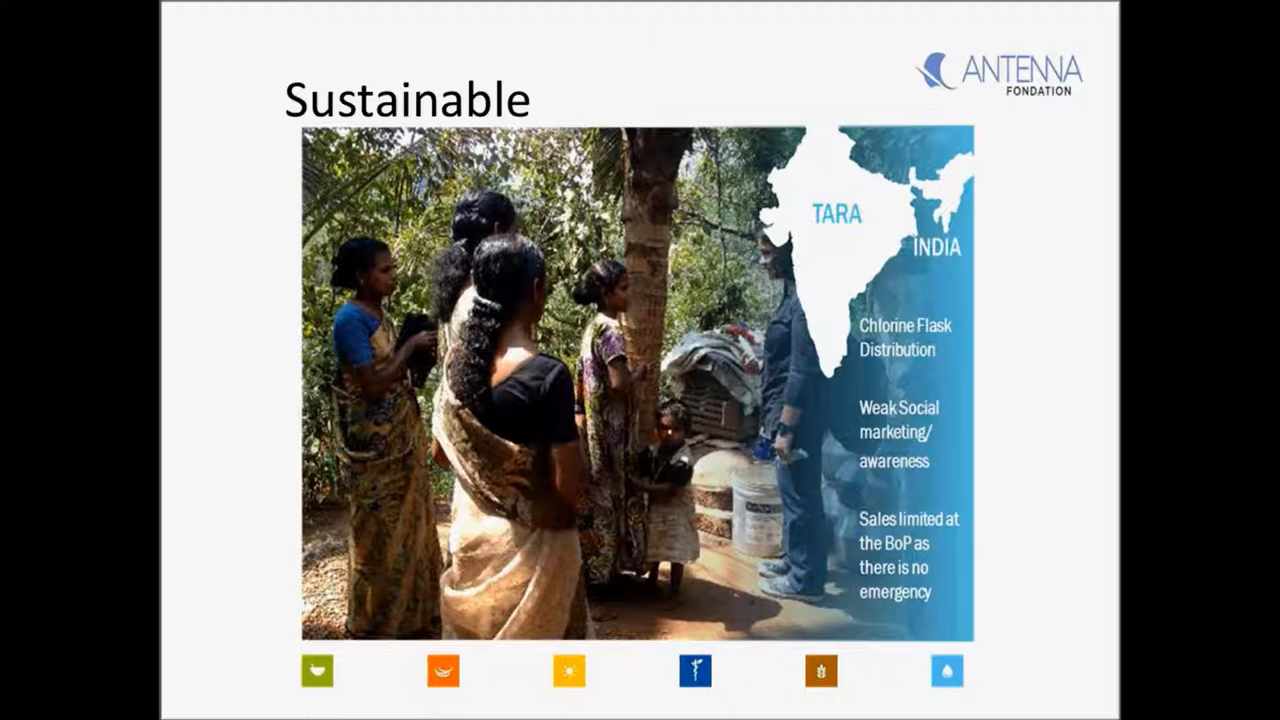 ANTENNA
FONDATION
Sustainable
TARA
INDIA
Chlorine Flask
Distribution
Weak Social
marketing/
awareness
Sales limited at
the BoP as
there is no
emergency